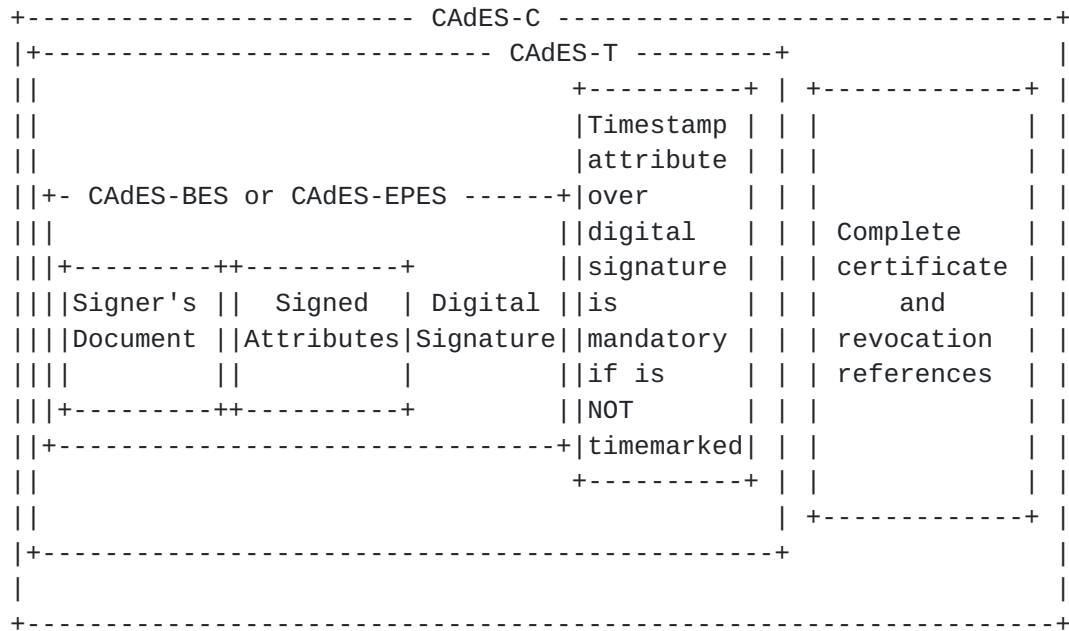 +------------------------- CAdES-C --------------------------------+
|+------------------------------ CAdES-T ---------+                |
||                                   +----------+ | +-------------+ |
||                                   |Timestamp | | |             | |
||                                   |attribute | | |             | |
||+- CAdES-BES or CAdES-EPES ------+|over      | | |             | |
|||                                ||digital   | | | Complete    | |
|||+---------++----------+         ||signature | | | certificate | |
||||Signer's ||  Signed  | Digital ||is        | | |     and     | |
||||Document ||Attributes|Signature||mandatory | | | revocation  | |
||||         ||          |         ||if is     | | | references  | |
|||+---------++----------+         ||NOT       | | |             | |
||+--------------------------------+|timemarked| | |             | |
||                                   +----------+ | |             | |
||                                                | +-------------+ |
|+------------------------------------------------+                |
|                                                                  |
+------------------------------------------------------------------+